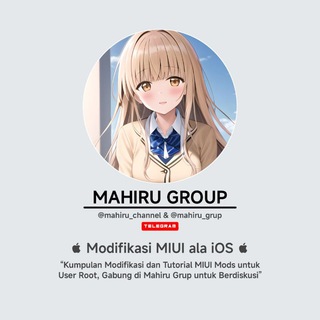 MAHIRU GROUP
@mahiru_channel & @mahiru_grup
TELEGRAM
Modifikasi MIUI ala iOS
“Kumpulan Modifikasi dan Tutorial MIUI Mods untuk
User Root, Gabung di Mahiru Grup untuk Berdiskusi”